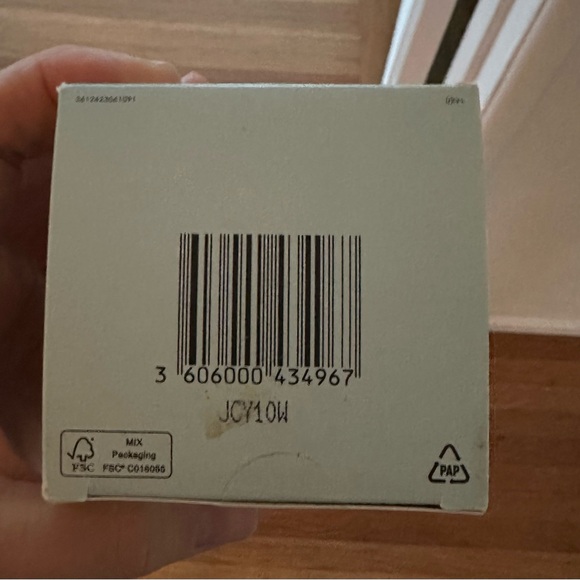 3 606000 434967
JCY10W
MIX
Packaging
FSC FSC® C016055
PAP